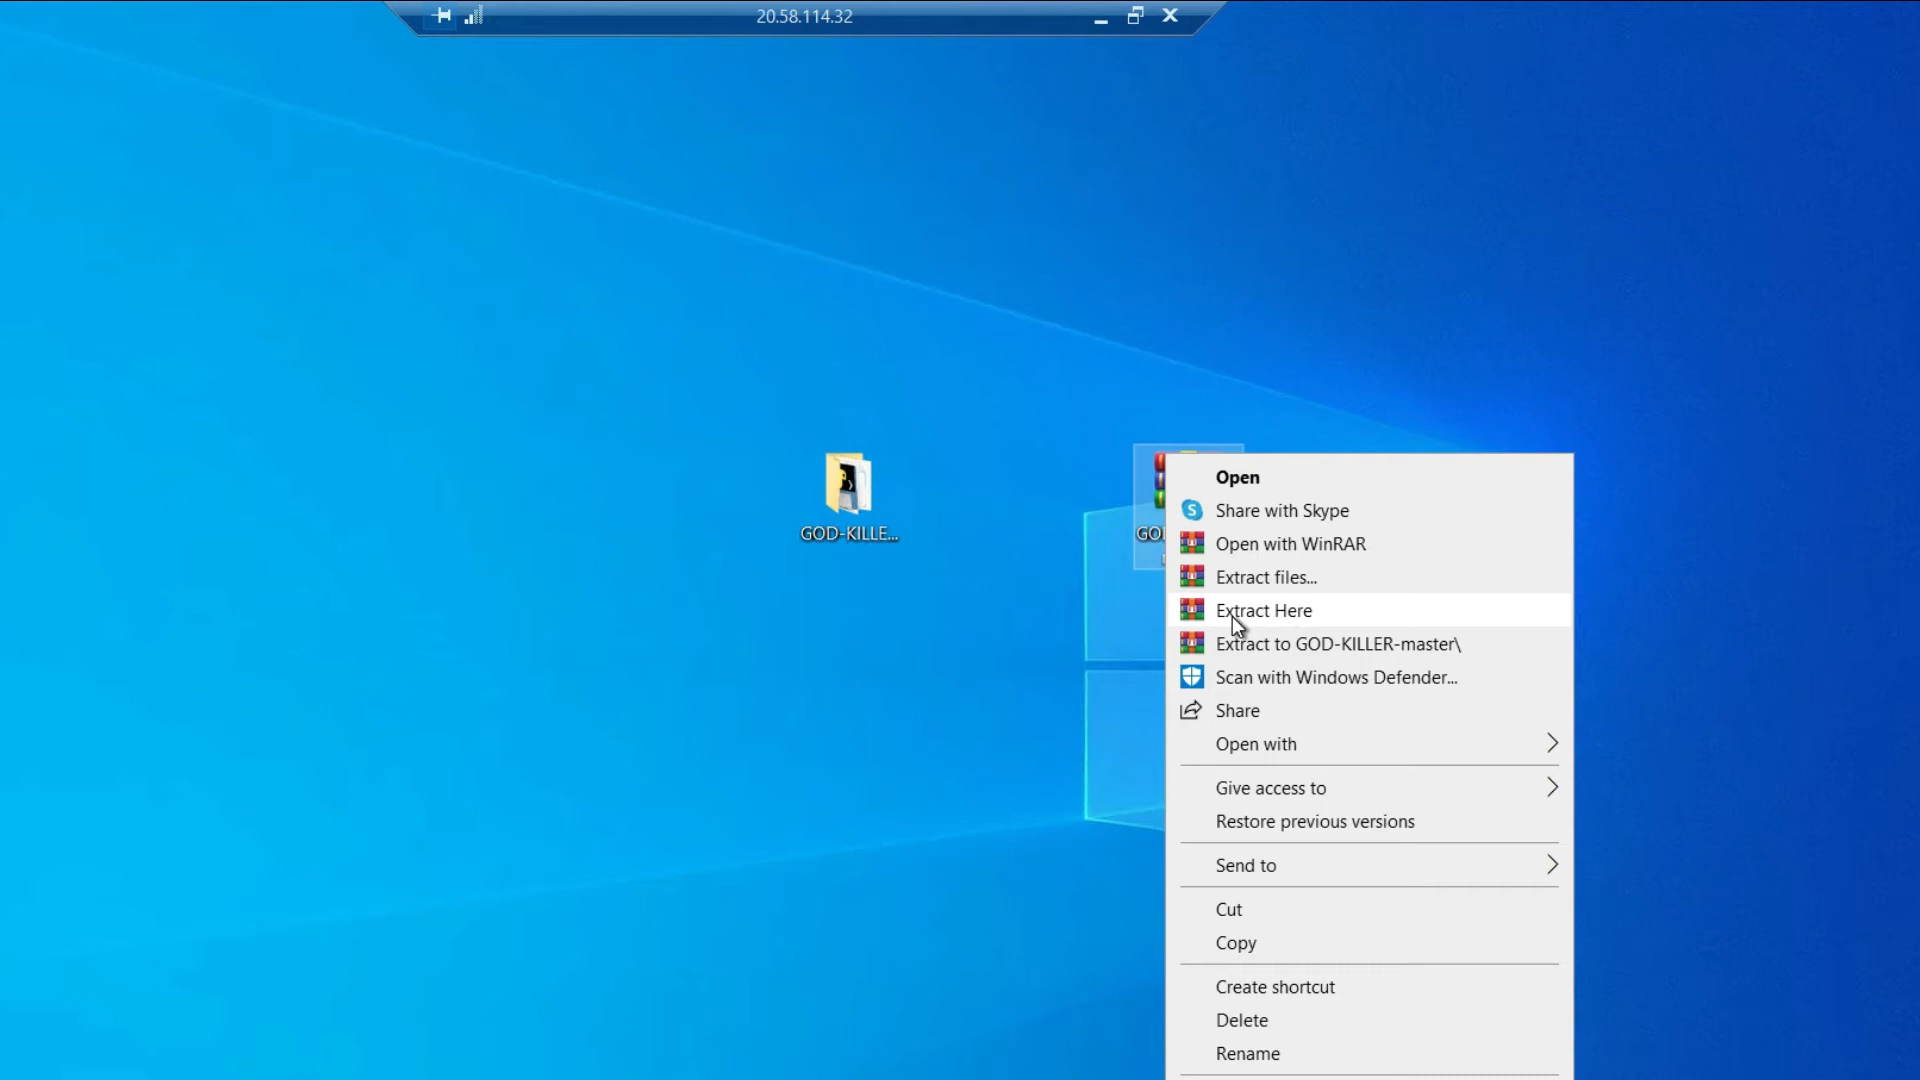 20.58.114.32
GOD-KILLE...
GO
Open
Share with Skype
Open with WinRAR
Extract files...
Extract Here
Extract to GOD-KILLER-master\
Scan with Windows Defender...
Share
Open with
Give access to
Restore previous versions
Send to
Cut
Copy
Create shortcut
Delete
Rename